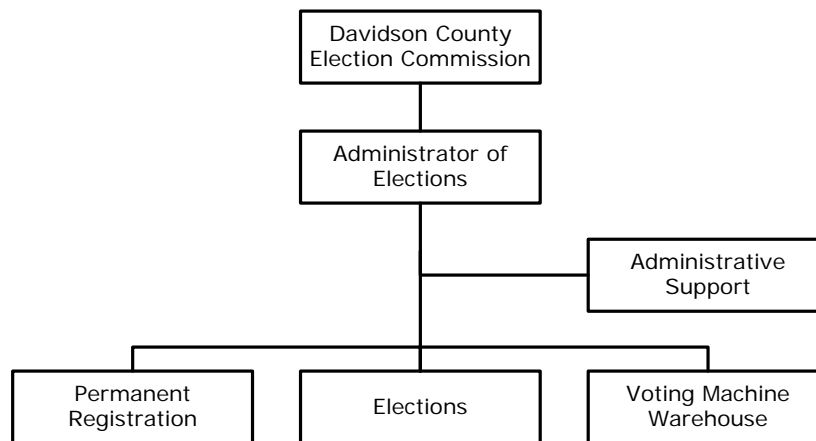 Davidson County
Election Commission
Administrator of
Elections
Administrative
Support
Permanent
Registration
Elections
Voting Machine
Warehouse